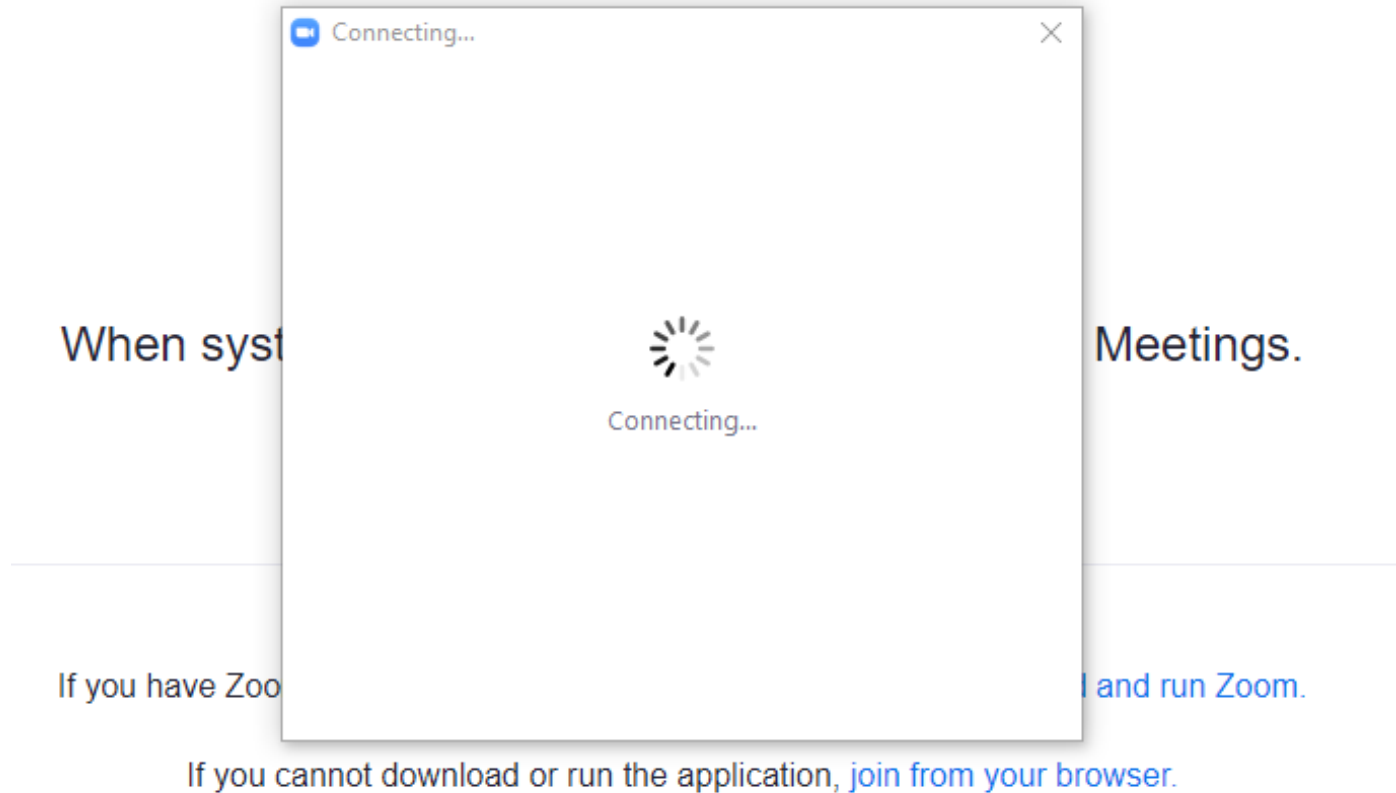 Connecting...
When syst Meetings.
Connecting...
If you have Zoo d and run Zoom.
If you cannot download or run the application, join from your browser.